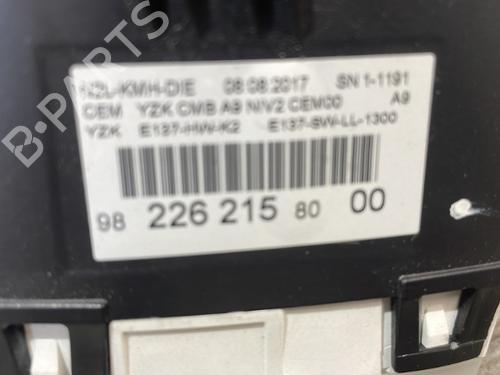 N2L-KMH-DIE 08.08.2017 SN 1-1191
CEM YZK CMB A9 NIV2 CEM00 A9
YZK E137-HW-K2 E137-SW-LL-1300
98 226 215 80 00
B-PARTS